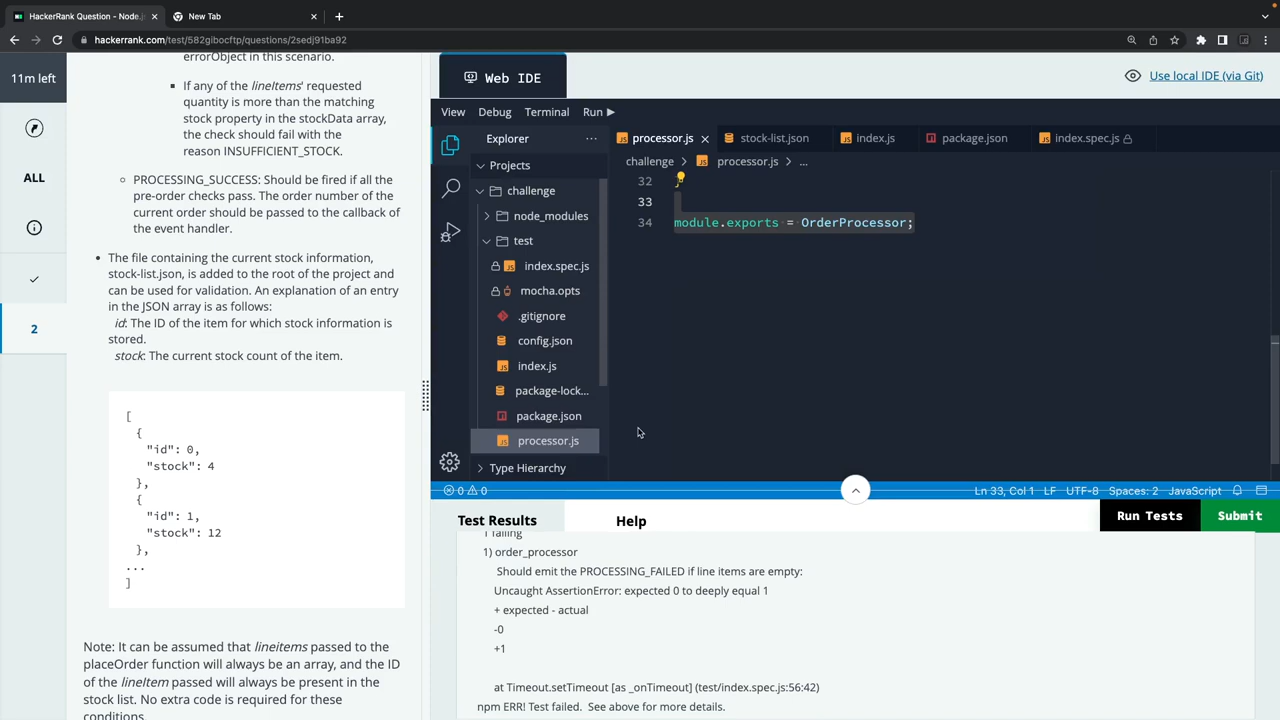 HackerRank Question - Node.j
New Tab
hackerrank.com/test/582gibocftp/questions/2sedj91ba92
11m left
ALL
2
errorObject in this scenario.
If any of the lineItems' requested
quantity is more than the matching
stock property in the stockData array,
the check should fail with the
reason INSUFFICIENT_STOCK.
PROCESSING_SUCCESS: Should be fired if all the
pre-order checks pass. The order number of the
current order should be passed to the callback of
the event handler.
The file containing the current stock information,
stock-list.json, is added to the root of the project and
can be used for validation. An explanation of an entry
in the JSON array is as follows:
id: The ID of the item for which stock information is
stored.
stock: The current stock count of the item.
[
{
"id": 0,
"stock": 4
},
{
"id": 1,
"stock": 12
},
...
]
Note: It can be assumed that lineitems passed to the
placeOrder function will always be an array, and the ID
of the lineItem passed will always be present in the
stock list. No extra code is required for these
conditions.
Web IDE
Use local IDE (via Git)
View Debug Terminal Run
Explorer
Projects
challenge
node_modules
test
index.spec.js
mocha.opts
.gitignore
config.json
index.js
package-lock...
package.json
processor.js
Type Hierarchy
processor.js stock-list.json index.js package.json index.spec.js
challenge > processor.js > ...
32 }
33
34 module.exports = OrderProcessor;
0 0
Ln 33, Col 1 LF UTF-8 Spaces: 2 JavaScript
Test Results Help
Run Tests Submit
1 failing
1) order_processor
Should emit the PROCESSING_FAILED if line items are empty:
Uncaught AssertionError: expected 0 to deeply equal 1
+ expected - actual
-0
+1
at Timeout.setTimeout [as _onTimeout] (test/index.spec.js:56:42)
npm ERR! Test failed. See above for more details.